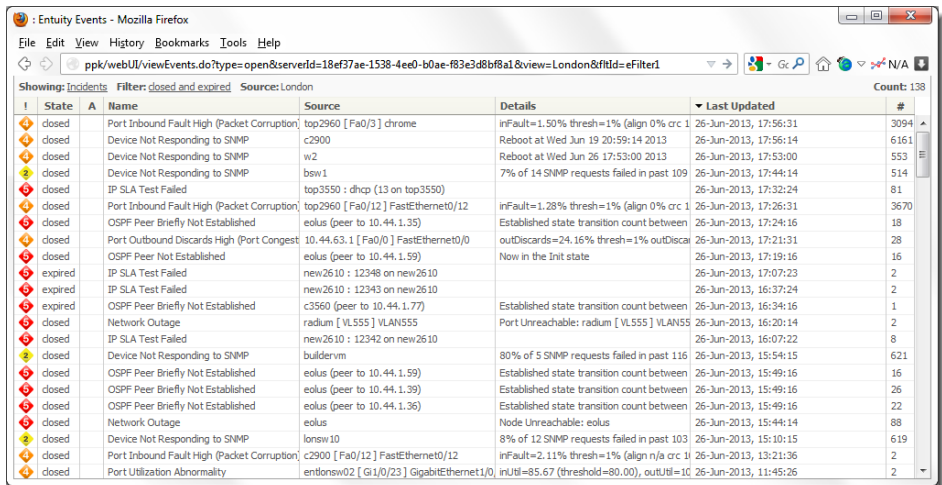 : Entuity Events - Mozilla Firefox
File Edit View History Bookmarks Tools Help
ppk/webUI/viewEvents.do?type=open&serverId=18ef37ae-1538-4ee0-b0ae-f83e3d8bf8a1&view=London&fltId=eFilter1 N/A
Showing: Incidents Filter: closed and expired Source: London Count: 138
! State A Name Source Details Last Updated #
4 closed Port Inbound Fault High (Packet Corruption) top2960 [ Fa0/3 ] chrome inFault=1.50% thresh=1% (align 0% crc 1 26-Jun-2013, 17:56:31 3094
4 closed Device Not Responding to SNMP c2900 Reboot at Wed Jun 19 20:59:14 2013 26-Jun-2013, 17:56:14 6161
4 closed Device Not Responding to SNMP w2 Reboot at Wed Jun 26 17:53:00 2013 26-Jun-2013, 17:53:00 553
2 closed Device Not Responding to SNMP bsw1 7% of 14 SNMP requests failed in past 109 26-Jun-2013, 17:44:14 514
5 closed IP SLA Test Failed top3550 : dhcp (13 on top3550) 26-Jun-2013, 17:32:24 81
4 closed Port Inbound Fault High (Packet Corruption) top2960 [ Fa0/12 ] FastEthernet0/12 inFault=1.28% thresh=1% (align 0% crc 1 26-Jun-2013, 17:26:31 3670
5 closed OSPF Peer Briefly Not Established eolus (peer to 10.44.1.35) Established state transition count between 26-Jun-2013, 17:24:16 18
4 closed Port Outbound Discards High (Port Congest 10.44.63.1 [ Fa0/0 ] FastEthernet0/0 outDiscards=24.16% thresh=1% outDiscar 26-Jun-2013, 17:21:31 28
5 closed OSPF Peer Not Established eolus (peer to 10.44.1.59) Now in the Init state 26-Jun-2013, 17:19:16 16
5 expired IP SLA Test Failed new2610 : 12348 on new2610 26-Jun-2013, 17:07:23 2
5 expired IP SLA Test Failed new2610 : 12343 on new2610 26-Jun-2013, 16:37:24 2
5 expired OSPF Peer Briefly Not Established c3560 (peer to 10.44.1.77) Established state transition count between 26-Jun-2013, 16:34:16 1
5 closed Network Outage radium [ VL555 ] VLAN555 Port Unreachable: radium [ VL555 ] VLAN55 26-Jun-2013, 16:20:14 2
5 closed IP SLA Test Failed new2610 : 12342 on new2610 26-Jun-2013, 16:07:22 8
2 closed Device Not Responding to SNMP buildervm 80% of 5 SNMP requests failed in past 116 26-Jun-2013, 15:54:15 621
5 closed OSPF Peer Briefly Not Established eolus (peer to 10.44.1.59) Established state transition count between 26-Jun-2013, 15:49:16 16
5 closed OSPF Peer Briefly Not Established eolus (peer to 10.44.1.39) Established state transition count between 26-Jun-2013, 15:49:16 26
5 closed OSPF Peer Briefly Not Established eolus (peer to 10.44.1.36) Established state transition count between 26-Jun-2013, 15:49:16 22
5 closed Network Outage eolus Node Unreachable: eolus 26-Jun-2013, 15:44:14 88
2 closed Device Not Responding to SNMP lonsw10 8% of 12 SNMP requests failed in past 103 26-Jun-2013, 15:10:15 619
4 closed Port Inbound Fault High (Packet Corruption) c2900 [ Fa0/12 ] FastEthernet0/12 inFault=2.11% thresh=1% (align n/a crc 1 26-Jun-2013, 13:21:36 2
4 closed Port Utilization Abnormality entlonsw02 [ Gi1/0/23 ] GigabitEthernet1/0, inUtil=85.67 (threshold=80.00), outUtil=10 26-Jun-2013, 11:45:26 2